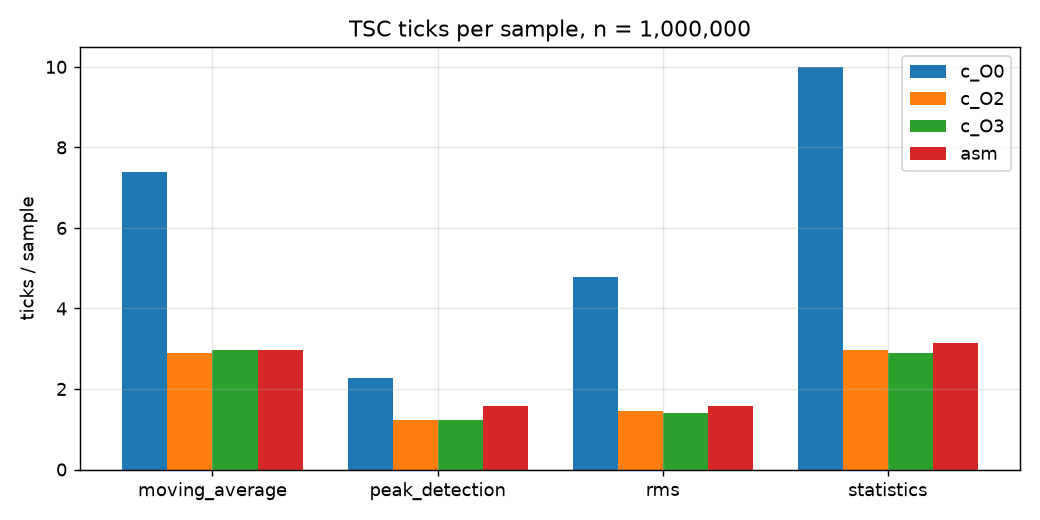 TSC ticks per sample, n = 1,000,000
ticks / sample
10
8
6
4
2
0
c_O0
c_O2
c_O3
asm
moving_average
peak_detection
rms
statistics